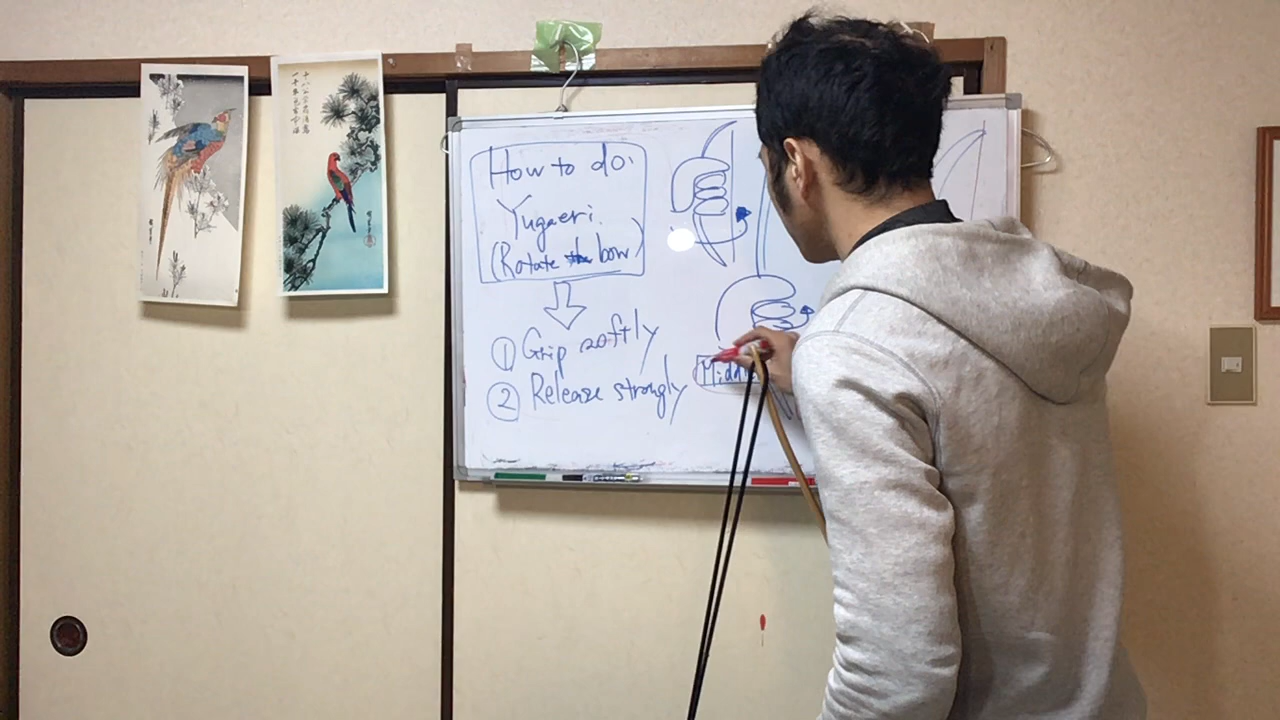 How to do
Yugaeri
(Rotate the bow)
① Grip softly
② Release strongly
Middle